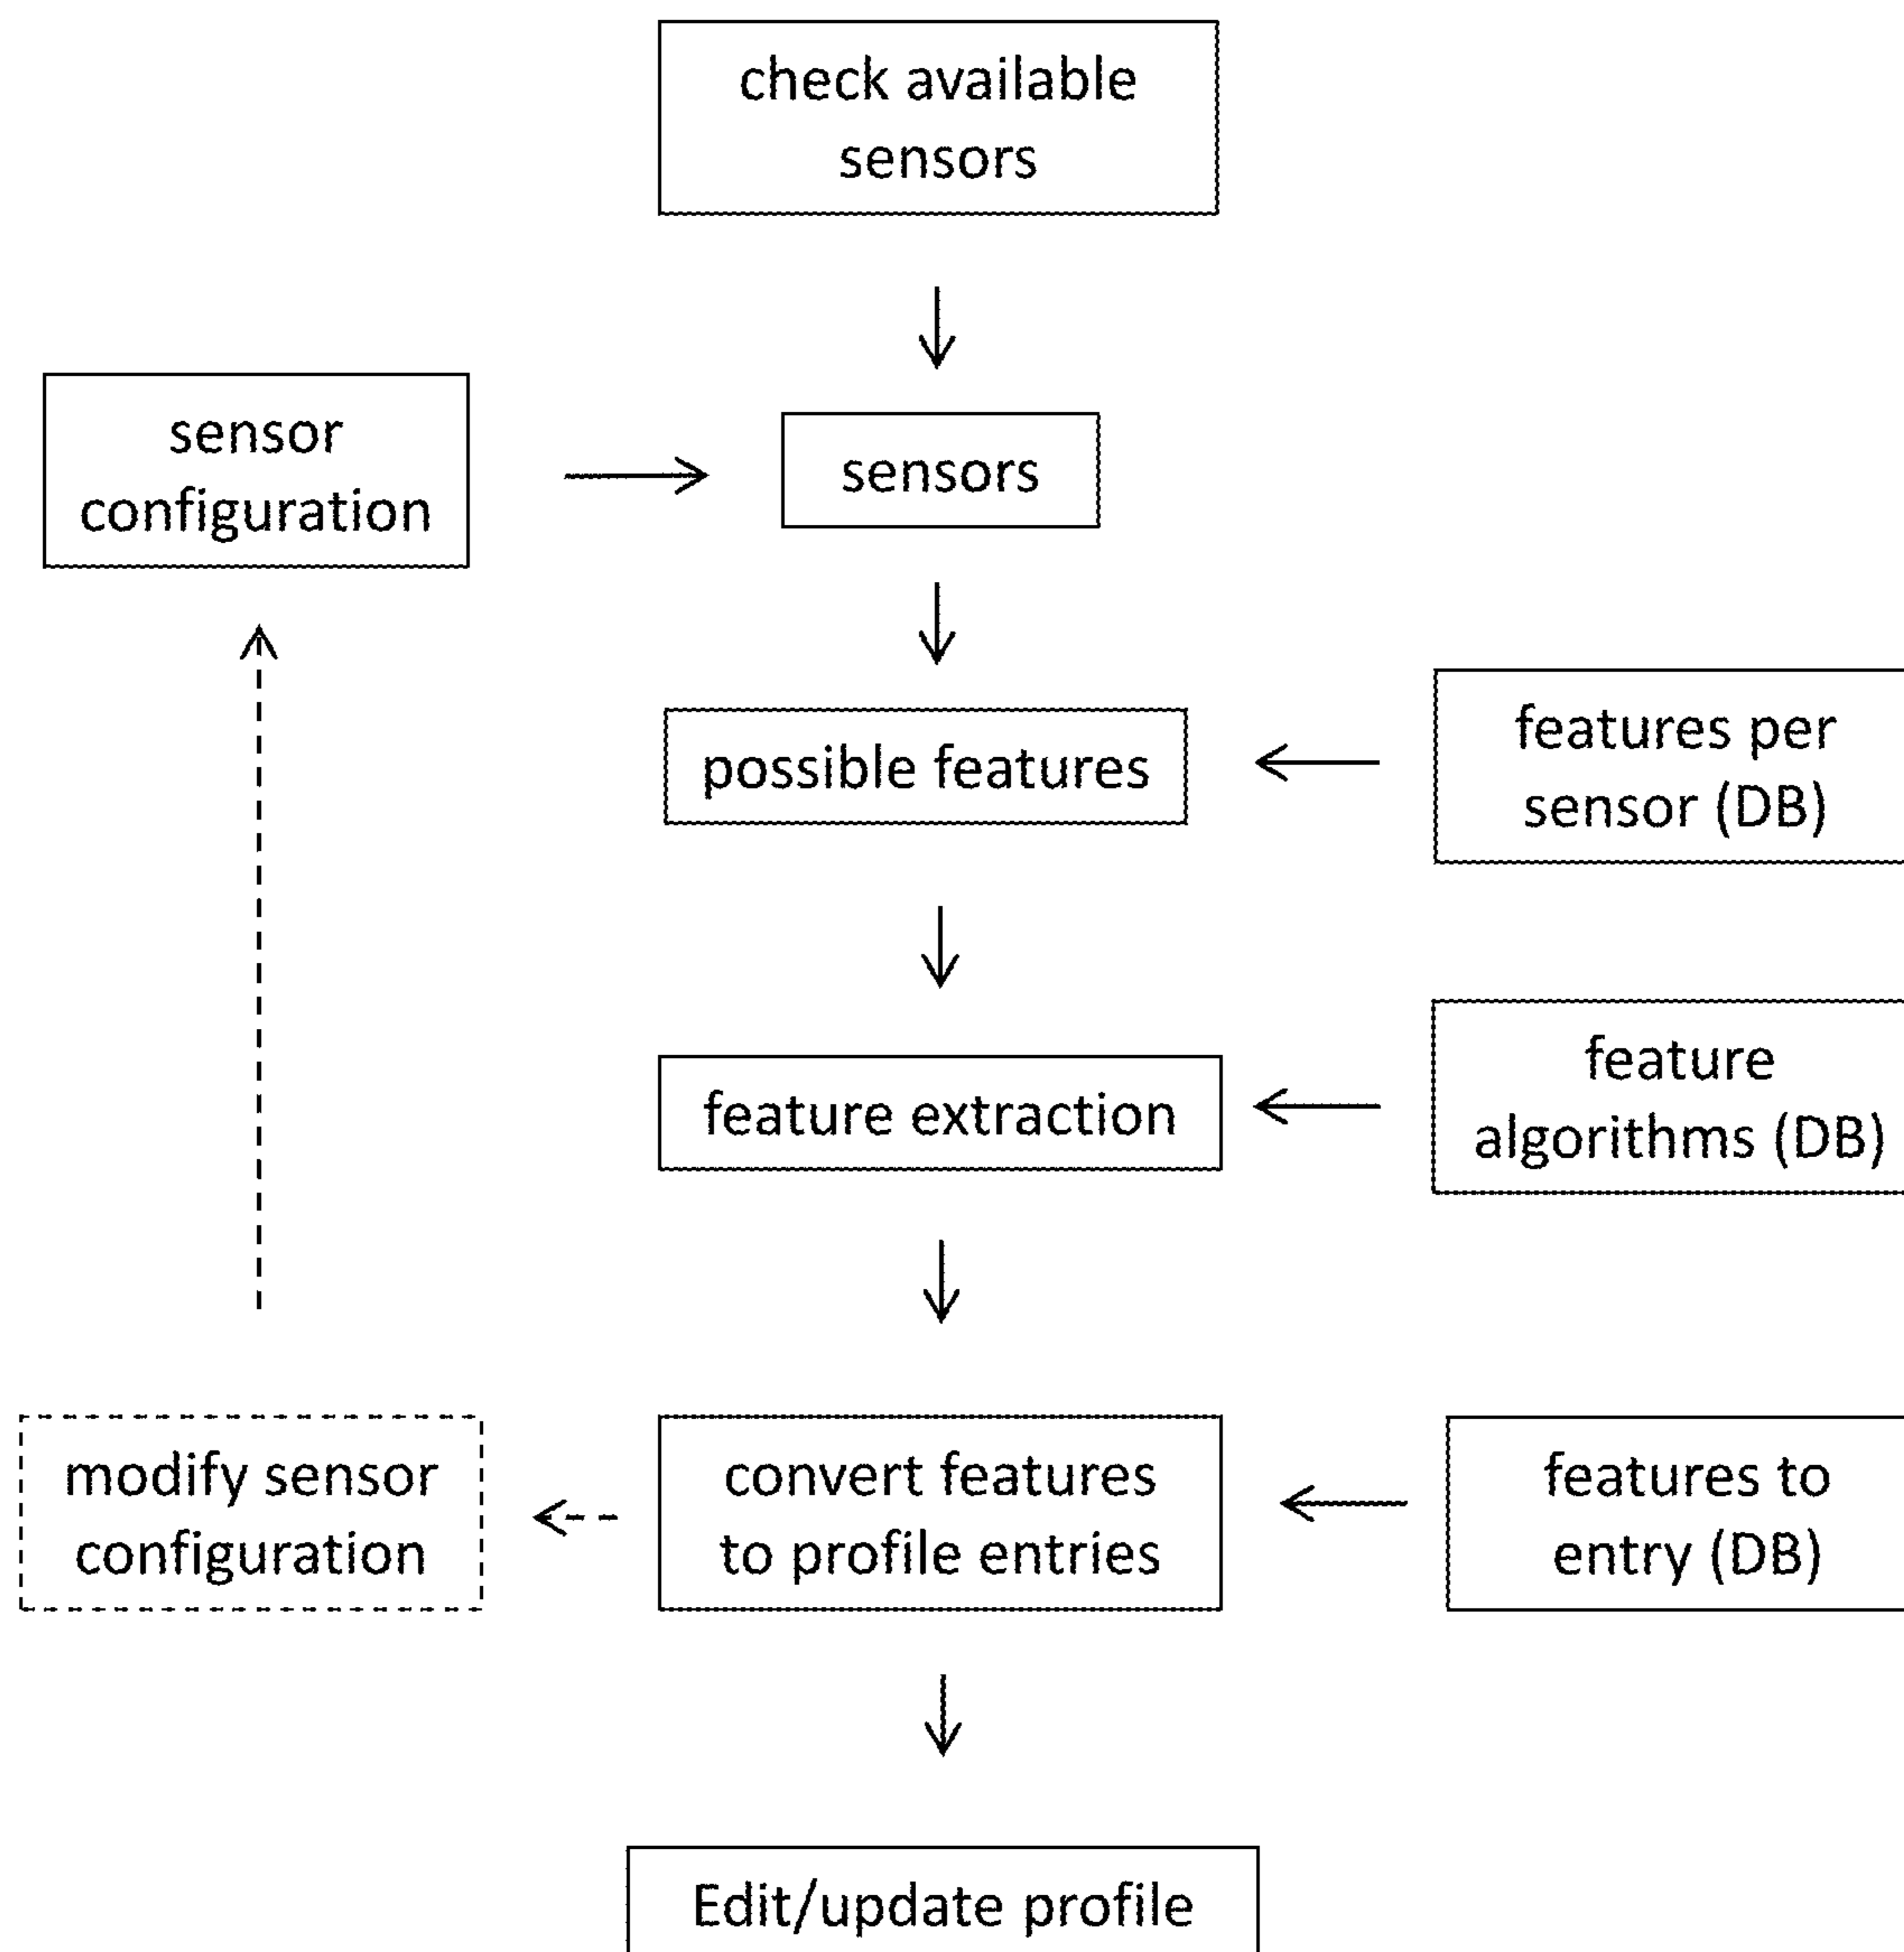 check available
sensors
sensor
configuration
sensors
possible features
features per
sensor (DB)
feature extraction
feature
algorithms (DB)
modify sensor
configuration
convert features
to profile entries
features to
entry (DB)
Edit/update profile